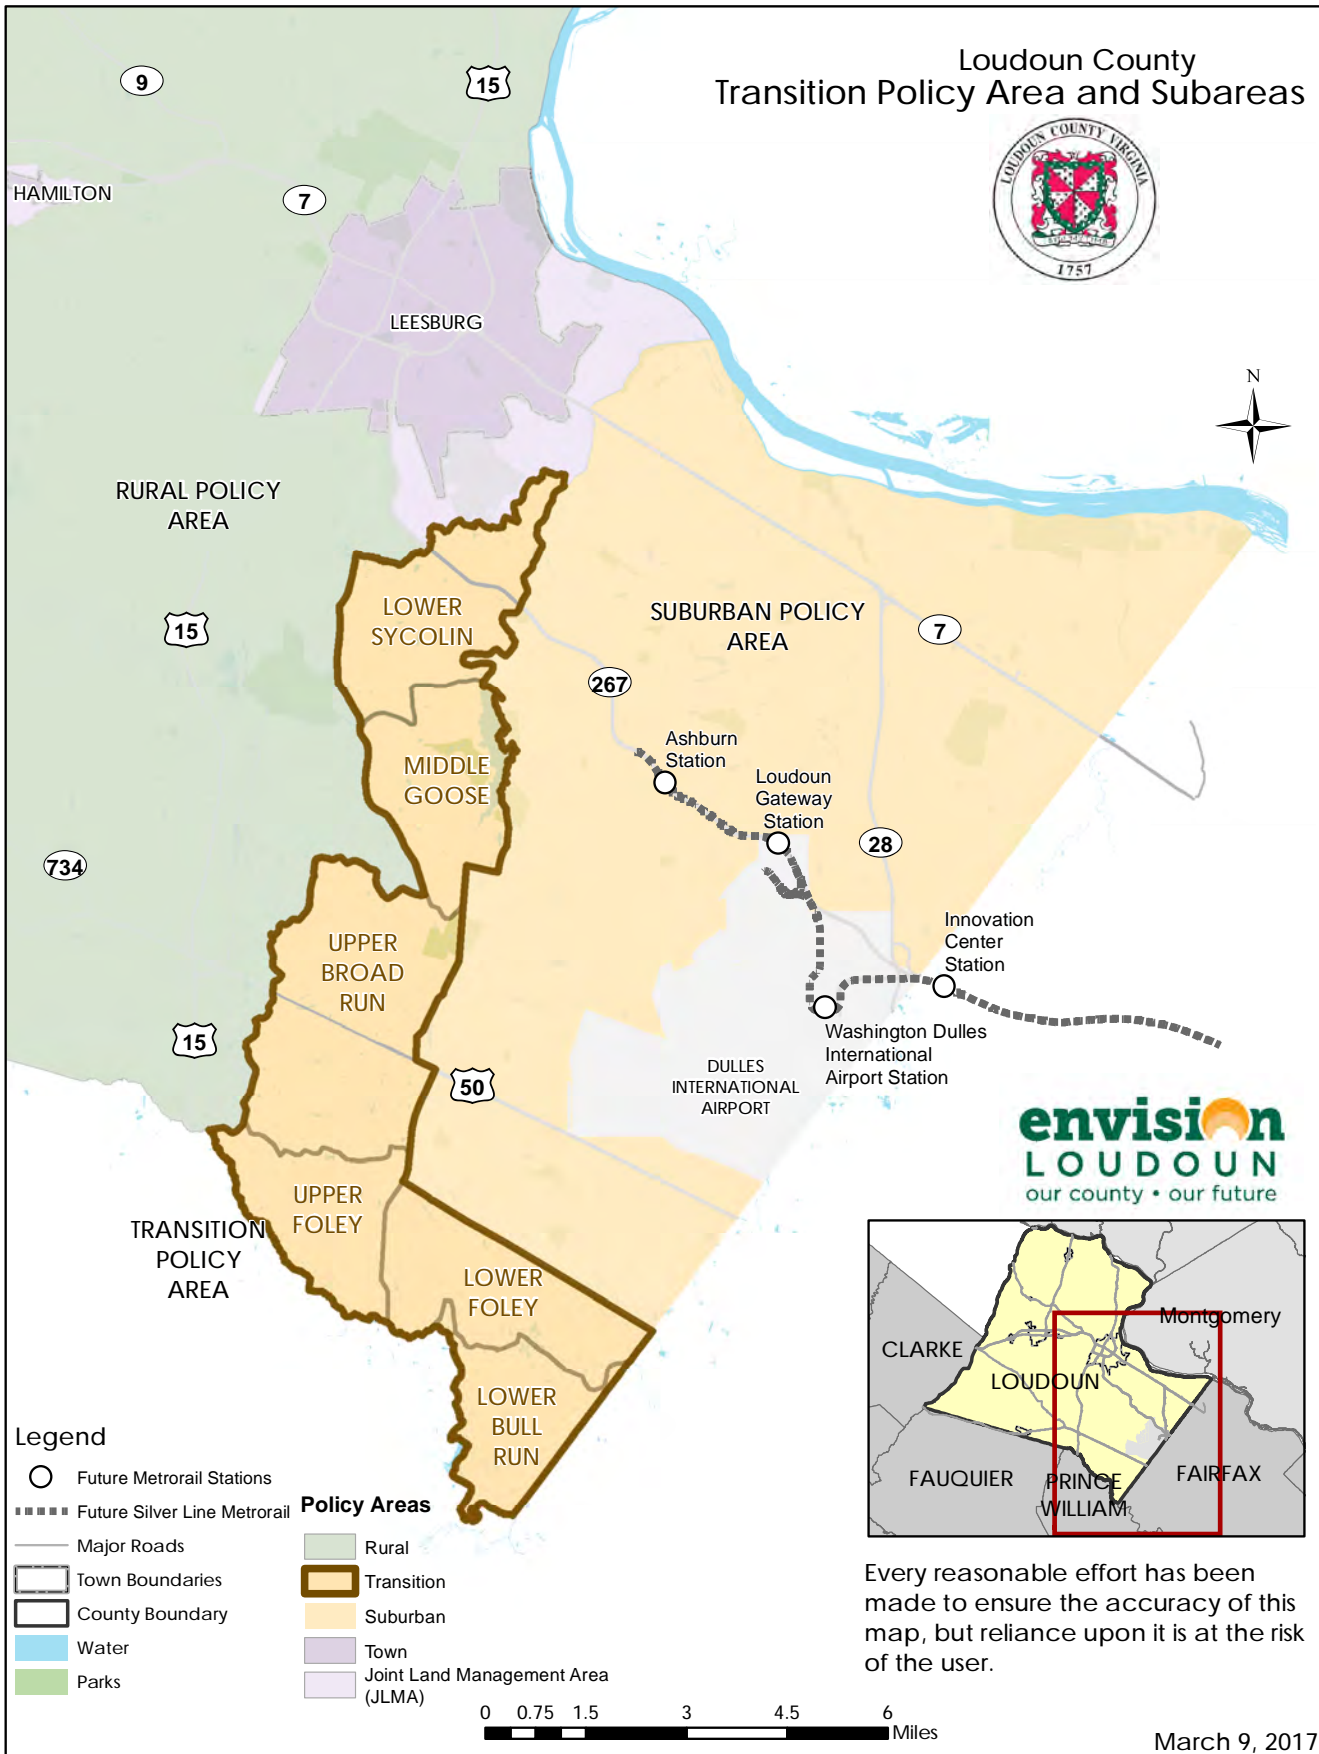 Loudoun County
Transition Policy Area and Subareas
LOUDOUN COUNTY VIRGINIA
1757
9
15
HAMILTON
7
LEESBURG
N
RURAL POLICY
AREA
LOWER
SYCOLIN
SUBURBAN POLICY
AREA
15
7
267
Ashburn
Station
MIDDLE
GOOSE
Loudoun
Gateway
Station
28
734
UPPER
BROAD
RUN
Innovation
Center
Station
15
Washington Dulles
International
Airport Station
50
DULLES
INTERNATIONAL
AIRPORT
envision
LOUDOUN
our county • our future
UPPER
FOLEY
TRANSITION
POLICY
AREA
LOWER
FOLEY
LOWER
BULL
RUN
Montgomery
CLARKE
LOUDOUN
FAUQUIER
PRINCE
WILLIAM
FAIRFAX
Legend
Future Metrorail Stations
Future Silver Line Metrorail
Major Roads
Town Boundaries
County Boundary
Water
Parks
Policy Areas
Rural
Transition
Suburban
Town
Joint Land Management Area
(JLMA)
Every reasonable effort has been
made to ensure the accuracy of this
map, but reliance upon it is at the risk
of the user.
0 0.75 1.5 3 4.5 6
Miles
March 9, 2017